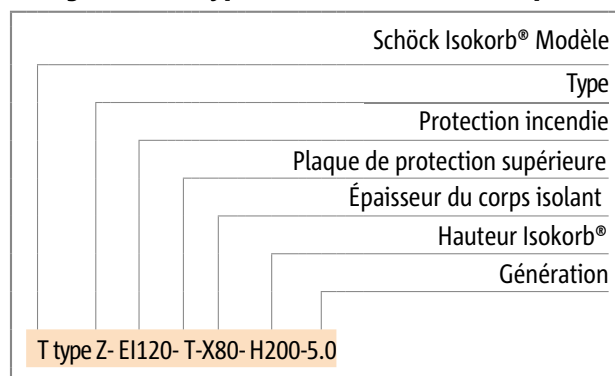 Schöck Isokorb® Modèle
Type
Protection incendie
Plaque de protection supérieure
Épaisseur du corps isolant
Hauteur Isokorb®
Génération
T type Z- EI120- T-X80- H200-5.0